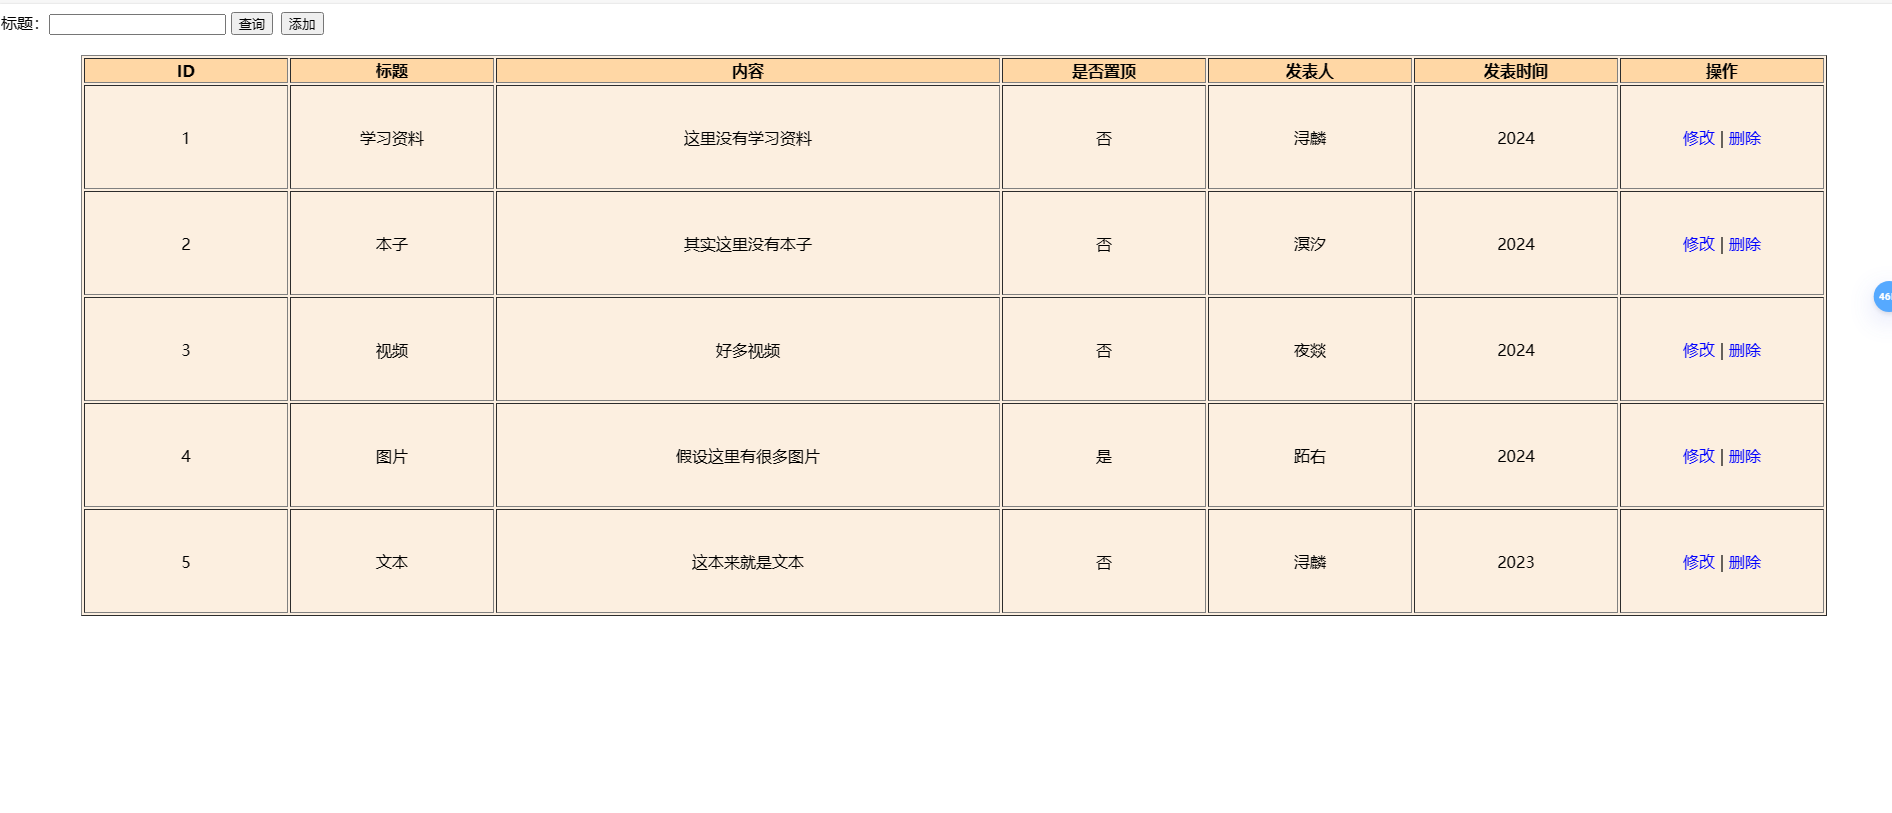 标题： 查询 添加
ID 标题 内容 是否置顶 发表人 发表时间 操作
1 学习资料 这里没有学习资料 否 浔麟 2024 修改 | 删除
2 本子 其实这里没有本子 否 溟汐 2024 修改 | 删除
3 视频 好多视频 否 夜燚 2024 修改 | 删除
4 图片 假设这里有很多图片 是 跖右 2024 修改 | 删除
5 文本 这本来就是文本 否 浔麟 2023 修改 | 删除